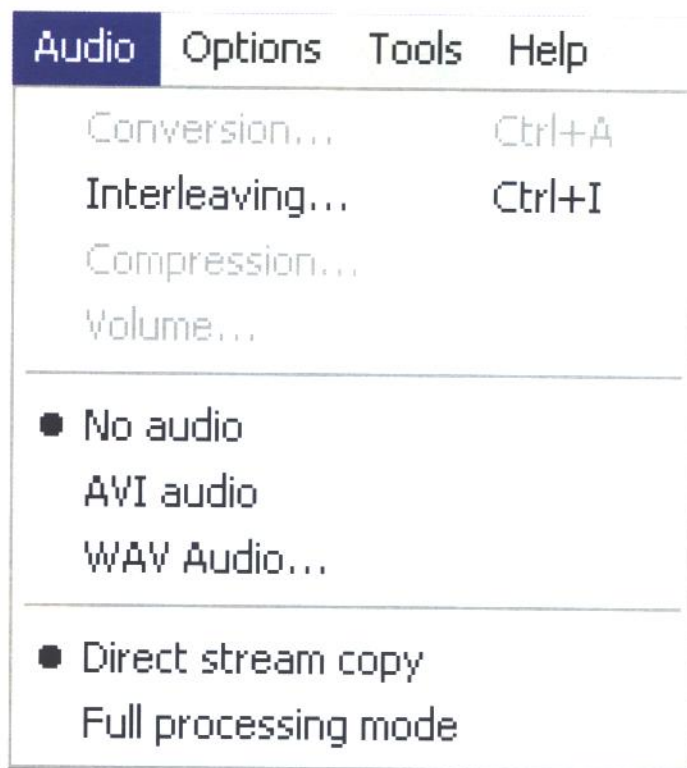 Audio Options Tools Help
Conversion... Ctrl+A
Interleaving... Ctrl+I
Compression...
Volume...
No audio
AVI audio
WAV Audio...
Direct stream copy
Full processing mode